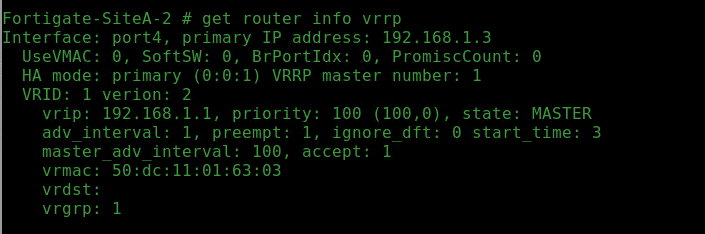 Fortigate-SiteA-2 # get router info vrrp
Interface: port4, primary IP address: 192.168.1.3
UseVMAC: 0, SoftSW: 0, BrPortIdx: 0, PromiscCount: 0
HA mode: primary (0:0:1) VRRP master number: 1
VRID: 1 verion: 2
vrip: 192.168.1.1, priority: 100 (100,0), state: MASTER
adv_interval: 1, preempt: 1, ignore_dft: 0 start_time: 3
master_adv_interval: 100, accept: 1
vrmac: 50:dc:11:01:63:03
vrdst:
vrgrp: 1